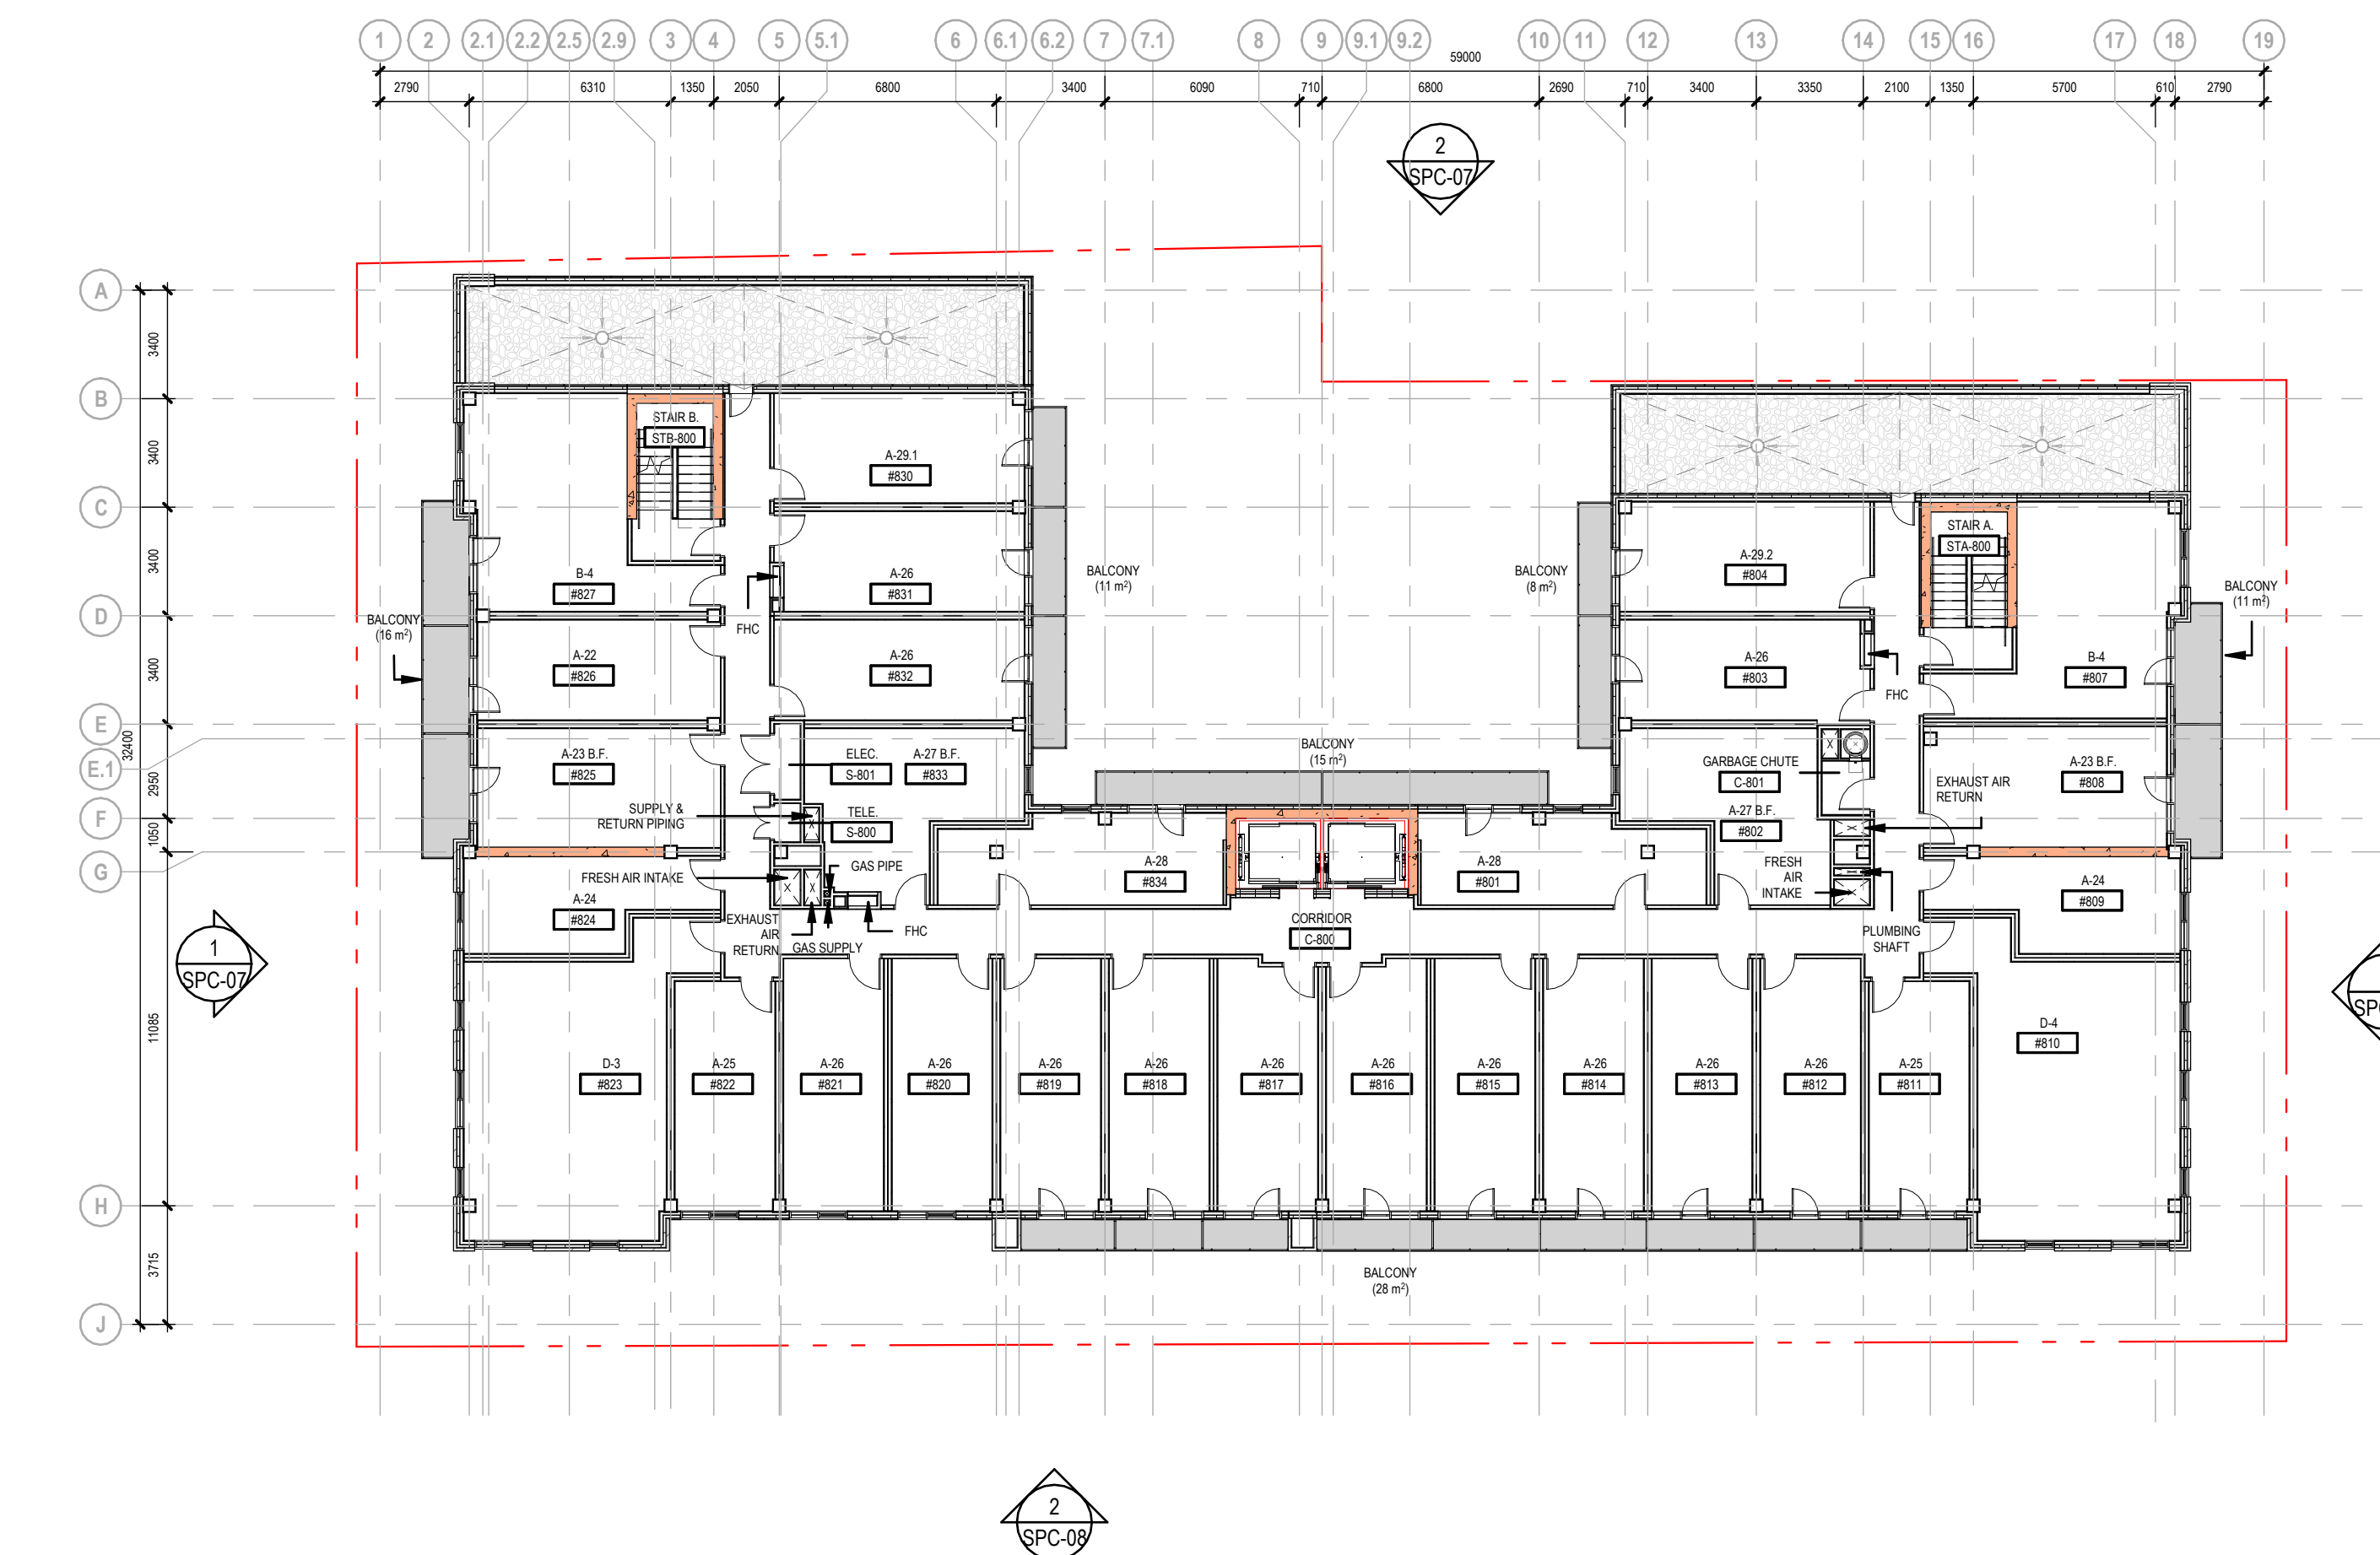 1 2 2.1 2.2 2.5 2.9 3 4 5 5.1 6 6.1 6.2 7 7.1 8 9 9.1 9.2 10 11 12 13 14 15 16 17 18 19
59000
2790 6310 1350 2050 6800 3400 6090 710 6800 2690 710 3400 3350 2100 1350 5700 610 2790
2
SPC-07
A
3400
B
STAIR B.
STB-800
3400
A-29.1
#830
C
STAIR A.
STA-800
3400
B-4
#827
A-26
#831
BALCONY
(11 m²)
BALCONY
(8 m²)
A-29.2
#804
BALCONY
(11 m²)
D
BALCONY
(16 m²)
FHC
3400
A-22
#826
A-26
#832
A-26
#803
FHC
B-4
#807
E
32400
E.1
2950
A-23 B.F.
#825
ELEC.
S-801
A-27 B.F.
#833
BALCONY
(15 m²)
GARBAGE CHUTE
C-801
EXHAUST AIR
RETURN
A-23 B.F.
#808
F
SUPPLY &
RETURN PIPING
TELE.
S-800
A-27 B.F.
#802
1050
G
FRESH AIR INTAKE
GAS PIPE
A-28
#834
A-28
#801
FRESH
AIR
INTAKE
A-24
#824
A-24
#809
EXHAUST
AIR
RETURN
GAS SUPPLY
FHC
CORRIDOR
C-800
PLUMBING
SHAFT
1
SPC-07
SP
11085
D-3
#823
A-25
#822
A-26
#821
A-26
#820
A-26
#819
A-26
#818
A-26
#817
A-26
#816
A-26
#815
A-26
#814
A-26
#813
A-26
#812
A-25
#811
D-4
#810
H
3715
BALCONY
(28 m²)
J
2
SPC-08